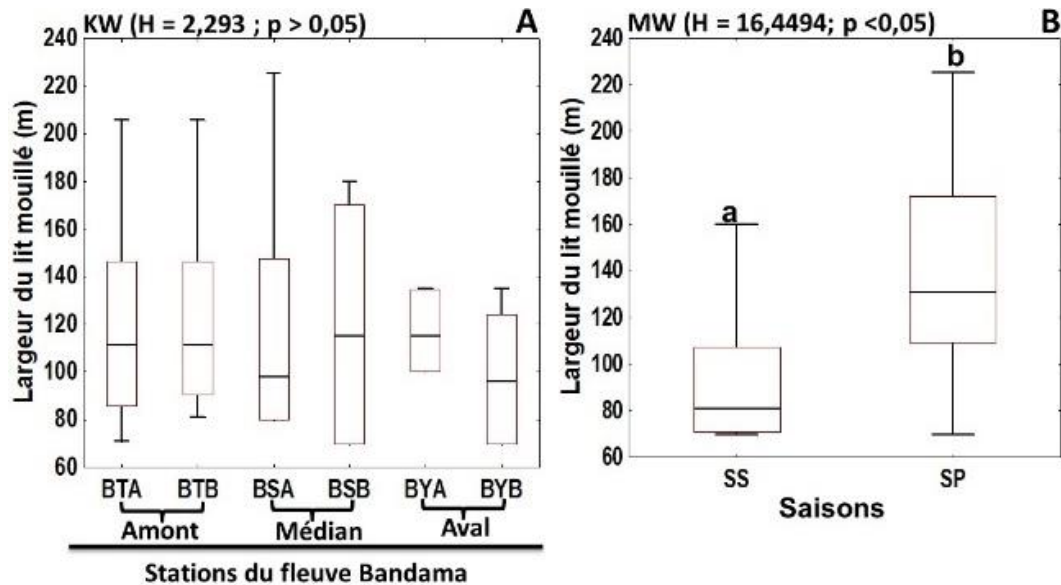 KW (H = 2,293 ; p > 0,05) A
Largeur du lit mouillé (m)
240
220
200
180
160
140
120
100
80
60
BTA BTB BSA BSB BYA BYB
Amont Médian Aval
Stations du fleuve Bandama
MW (H = 16,4494; p <0,05) B
Largeur du lit mouillé (m)
240
220
200
180
160
140
120
100
80
60
a
b
SS SP
Saisons